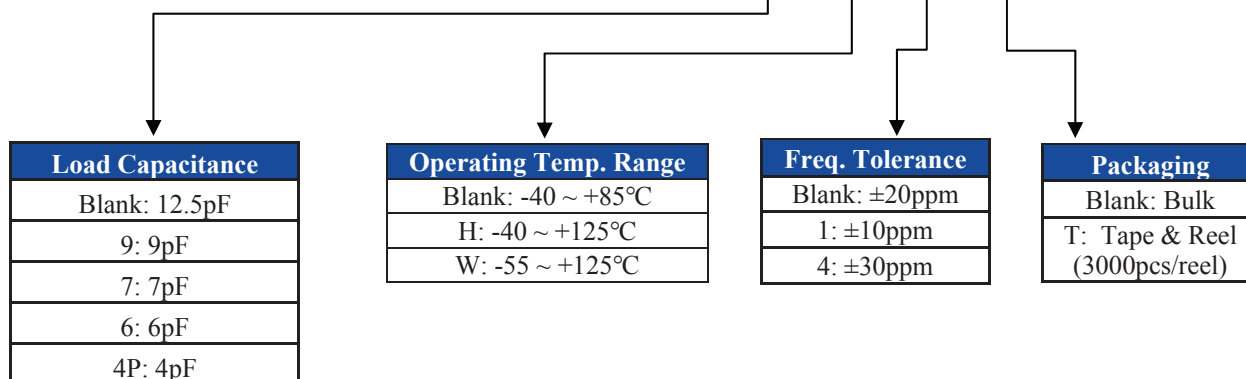 Load Capacitance
Blank: 12.5pF
9: 9pF
7: 7pF
6: 6pF
4P: 4pF
Operating Temp. Range
Blank: -40 ~ +85℃
H: -40 ~ +125℃
W: -55 ~ +125℃
Freq. Tolerance
Blank: ±20ppm
1: ±10ppm
4: ±30ppm
Packaging
Blank: Bulk
T: Tape & Reel
(3000pcs/reel)